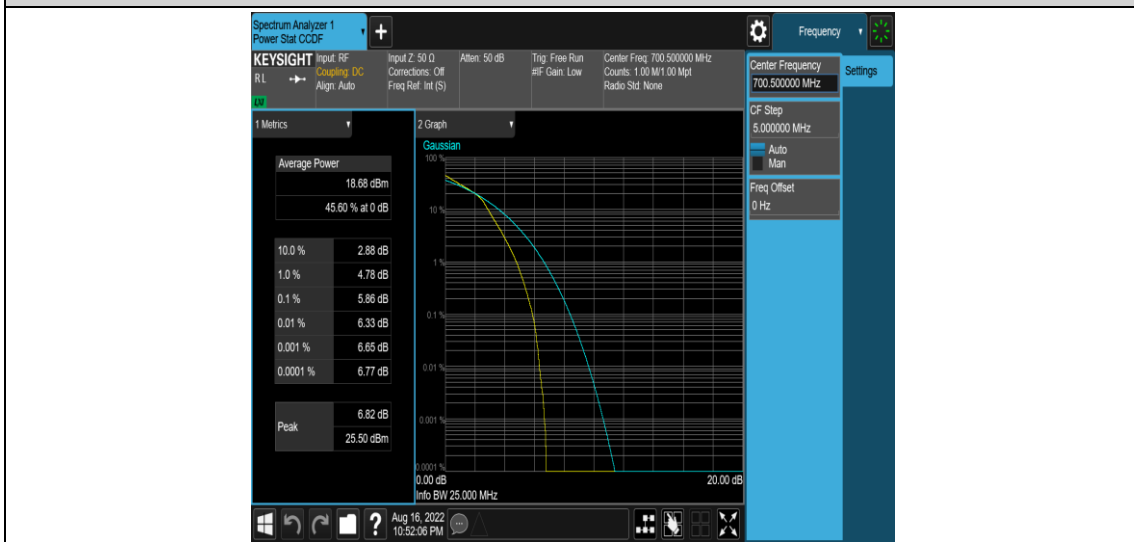 Spectrum Analyzer 1
Power Stat CCDF
+
Frequency
KEYSIGHT
RL
LXI
Input: RF
Coupling: DC
Align: Auto
Input Z: 50 Ω
Corrections: Off
Freq Ref: Int (S)
Atten: 50 dB
Trig: Free Run
#IF Gain: Low
Center Freq: 700.500000 MHz
Counts: 1.00 M/1.00 Mpt
Radio Std: None
Center Frequency
700.500000 MHz
Settings
CF Step
5.000000 MHz
Auto
Man
Freq Offset
0 Hz
1 Metrics
Average Power
18.68 dBm
45.60 % at 0 dB
10.0 % 2.88 dB
1.0 % 4.78 dB
0.1 % 5.86 dB
0.01 % 6.33 dB
0.001 % 6.65 dB
0.0001 % 6.77 dB
Peak
6.82 dB
25.50 dBm
2 Graph
Gaussian
100 %
10 %
1 %
0.1 %
0.01 %
0.001 %
0.0001 %
0.00 dB 20.00 dB
Info BW 25.000 MHz
?
Aug 16, 2022
10:52:06 PM